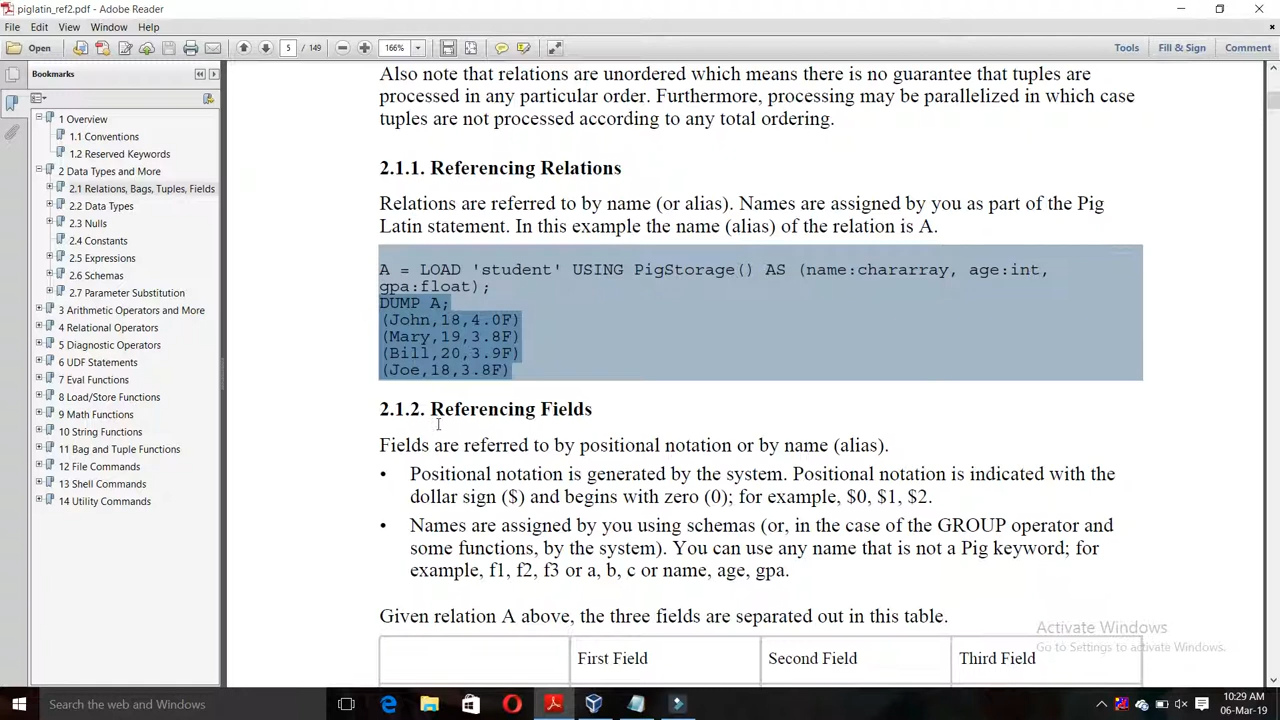 piglatin_ref2.pdf - Adobe Reader
File Edit View Window Help
Open 5 / 149 166% Tools Fill & Sign Comment
Bookmarks
1 Overview
1.1 Conventions
1.2 Reserved Keywords
2 Data Types and More
2.1 Relations, Bags, Tuples, Fields
2.2 Data Types
2.3 Nulls
2.4 Constants
2.5 Expressions
2.6 Schemas
2.7 Parameter Substitution
3 Arithmetic Operators and More
4 Relational Operators
5 Diagnostic Operators
6 UDF Statements
7 Eval Functions
8 Load/Store Functions
9 Math Functions
10 String Functions
11 Bag and Tuple Functions
12 File Commands
13 Shell Commands
14 Utility Commands
Also note that relations are unordered which means there is no guarantee that tuples are
processed in any particular order. Furthermore, processing may be parallelized in which case
tuples are not processed according to any total ordering.
2.1.1. Referencing Relations
Relations are referred to by name (or alias). Names are assigned by you as part of the Pig
Latin statement. In this example the name (alias) of the relation is A.
A = LOAD 'student' USING PigStorage() AS (name:chararray, age:int,
gpa:float);
DUMP A;
(John,18,4.0F)
(Mary,19,3.8F)
(Bill,20,3.9F)
(Joe,18,3.8F)
2.1.2. Referencing Fields
Fields are referred to by positional notation or by name (alias).
• Positional notation is generated by the system. Positional notation is indicated with the
dollar sign ($) and begins with zero (0); for example, $0, $1, $2.
• Names are assigned by you using schemas (or, in the case of the GROUP operator and
some functions, by the system). You can use any name that is not a Pig keyword; for
example, f1, f2, f3 or a, b, c or name, age, gpa.
Given relation A above, the three fields are separated out in this table.
First Field Second Field Third Field
Activate Windows
Go to Settings to activate Windows.
Search the web and Windows
10:29 AM
06-Mar-19